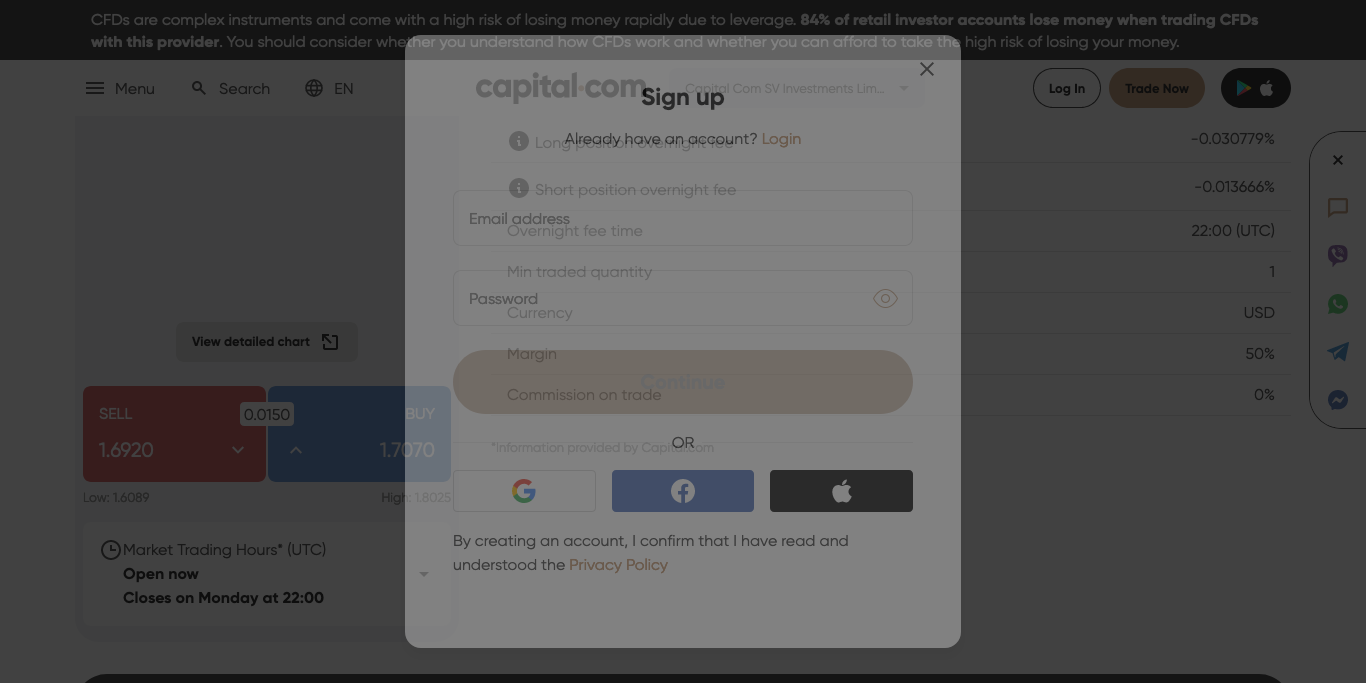 CFDs are complex instruments and come with a high risk of losing money rapidly due to leverage. 84% of retail investor accounts lose money when trading CFDs
with this provider. You should consider whether you understand how CFDs work and whether you can afford to take the high risk of losing your money.
Menu
Search
EN
capital.com
Capital Com SV Investments Lim...
Log In
Trade Now
Sign up
Already have an account? Login
Email address
Password
Continue
OR
By creating an account, I confirm that I have read and
understood the Privacy Policy
Long position overnight fee
-0.030779%
Short position overnight fee
-0.013666%
Overnight fee time
22:00 (UTC)
Min traded quantity
1
Currency
USD
Margin
50%
Commission on trade
0%
*Information provided by Capital.com
View detailed chart
SELL
1.6920
0.0150
BUY
1.7070
Low: 1.6089
High: 1.8025
Market Trading Hours* (UTC)
Open now
Closes on Monday at 22:00